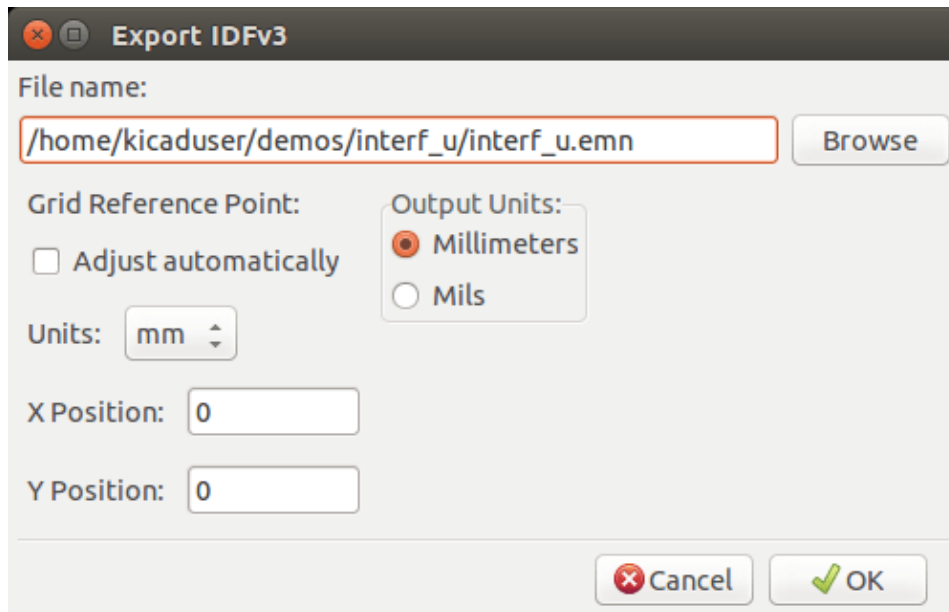 Export IDFv3
File name:
/home/kicaduser/demos/interf_u/interf_u.emn
Browse
Grid Reference Point:
Adjust automatically
Units:
mm
X Position:
0
Y Position:
0
Output Units:
Millimeters
Mils
Cancel
OK